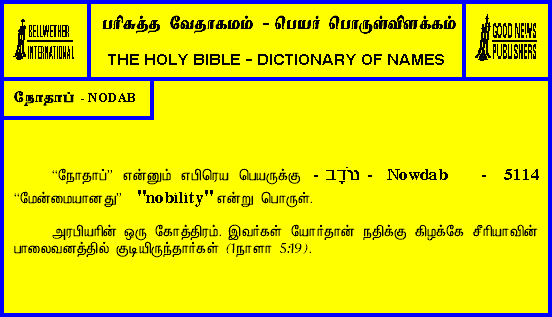 BELLWETHER
INTERNATIONAL
பரிசுத்த வேதாகமம் - பெயர் பொருள்விளக்கம்
THE HOLY BIBLE - DICTIONARY OF NAMES
GOOD NEWS
PUBLISHERS
நோதாப் - NODAB
“நோதாப்” என்னும் எபிரெய பெயருக்கு - נוֹדָב - Nowdab - 5114
“மேன்மையானது” "nobility" என்று பொருள்.
அரபியரின் ஒரு கோத்திரம். இவர்கள் யோர்தான் நதிக்கு கிழக்கே சீரியாவின்
பாலைவனத்தில் குடியிருந்தார்கள் (1நாளா 5:19).